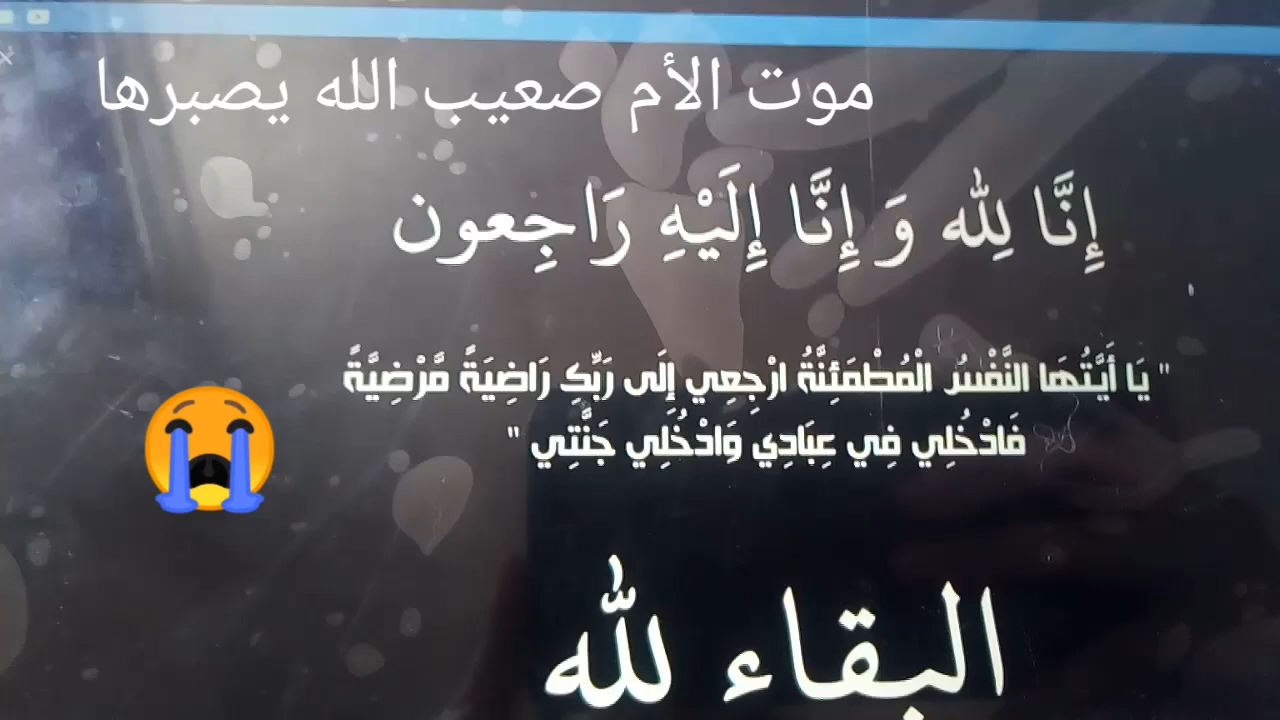 موت الأم صعيب الله يصبرها
إِنَّا لِلّٰه وَ إِنَّا إِلَيْهِ رَاجِعون
" يَا أَيَّتُهَا النَّفْسُ الْمُطْمَئِنَّةُ ارْجِعِي إِلَى رَبِّكِ رَاضِيَةً مَّرْضِيَّةً
فَادْخُلِي فِي عِبَادِي وَادْخُلِي جَنَّتِي "
البقاء لله